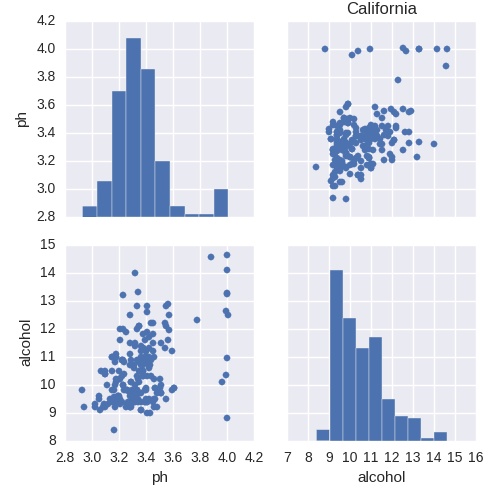 California
4.2
4.0
3.8
3.6
3.4
3.2
3.0
2.8
ph
15
14
13
12
11
10
9
8
alcohol
2.8 3.0 3.2 3.4 3.6 3.8 4.0 4.2
7 8 9 10 11 12 13 14 15 16
ph
alcohol